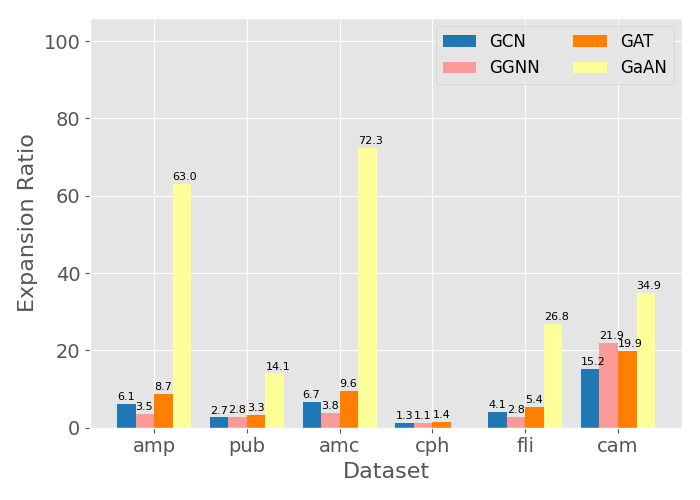 GCN GAT
GGNN GaAN
Expansion Ratio
100
80
60
40
20
0
6.1 3.5 8.7 63.0
2.7 2.8 3.3 14.1
6.7 3.8 9.6 72.3
1.3 1.1 1.4
4.1 2.8 5.4 26.8
15.2 21.9 19.9 34.9
amp pub amc cph fli cam
Dataset